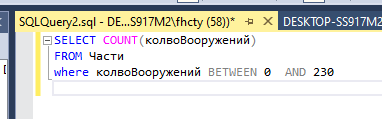 SQLQuery2.sql - DE...S917M2\fhcty (58))*
DESKTOP-SS917M2
SELECT COUNT(колвоВооружений)
FROM Части
where колвоВооружений BETWEEN 0 AND 230